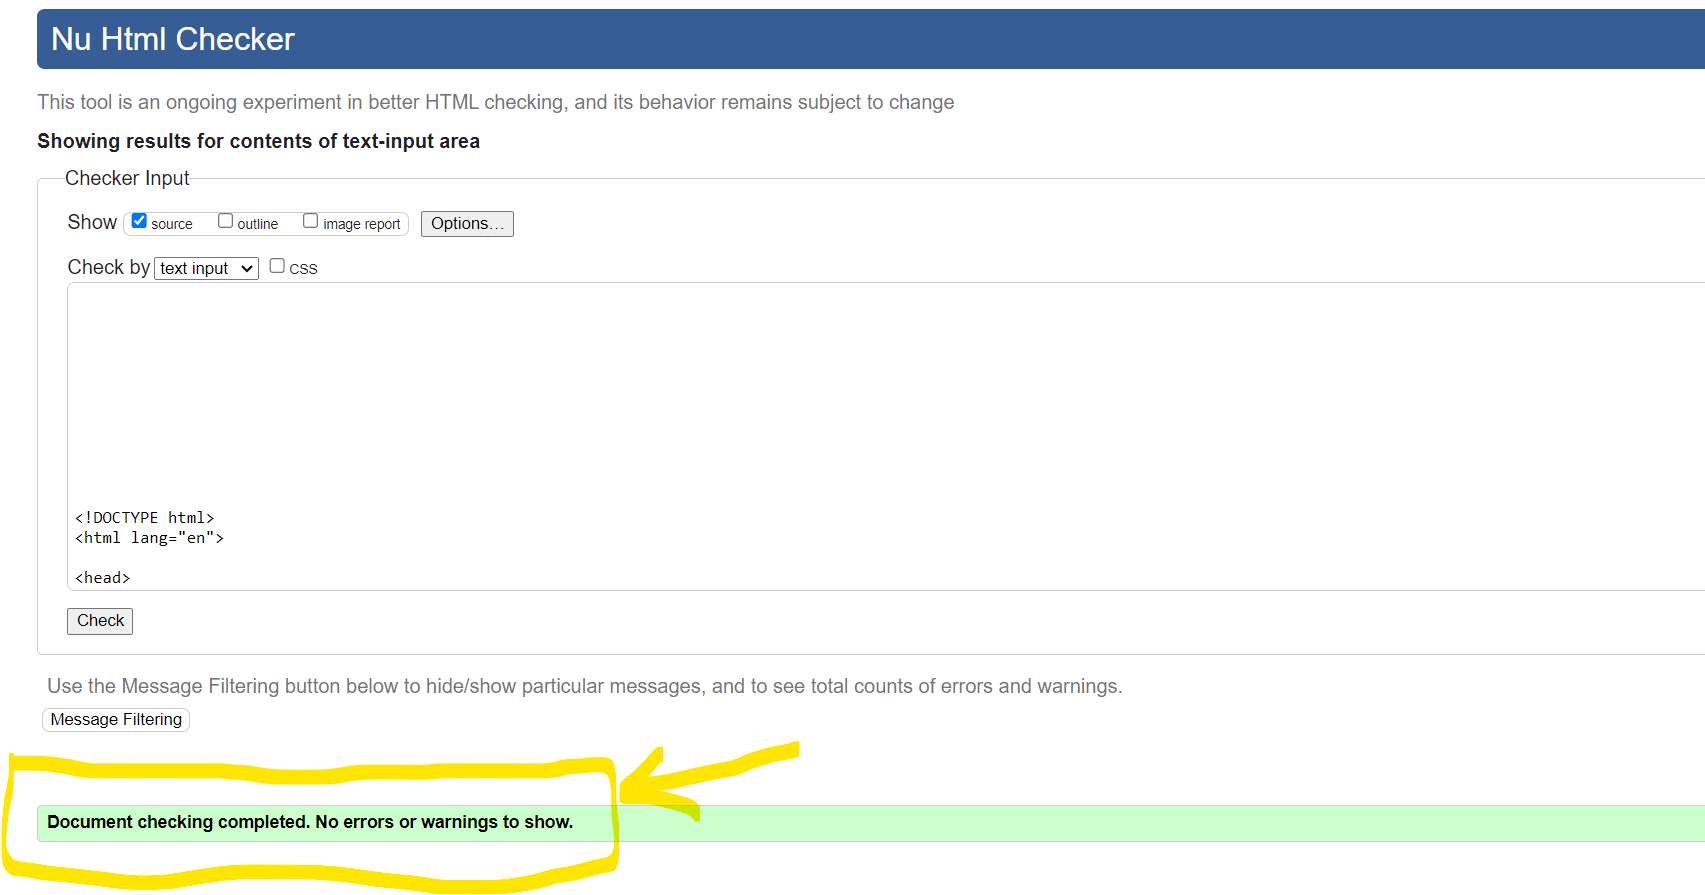 Nu Html Checker
This tool is an ongoing experiment in better HTML checking, and its behavior remains subject to change
Showing results for contents of text-input area
Checker Input
Show source outline image report Options...
Check by text input CSS
<!DOCTYPE html>
<html lang="en">
<head>
Check
Use the Message Filtering button below to hide/show particular messages, and to see total counts of errors and warnings.
Message Filtering
Document checking completed. No errors or warnings to show.